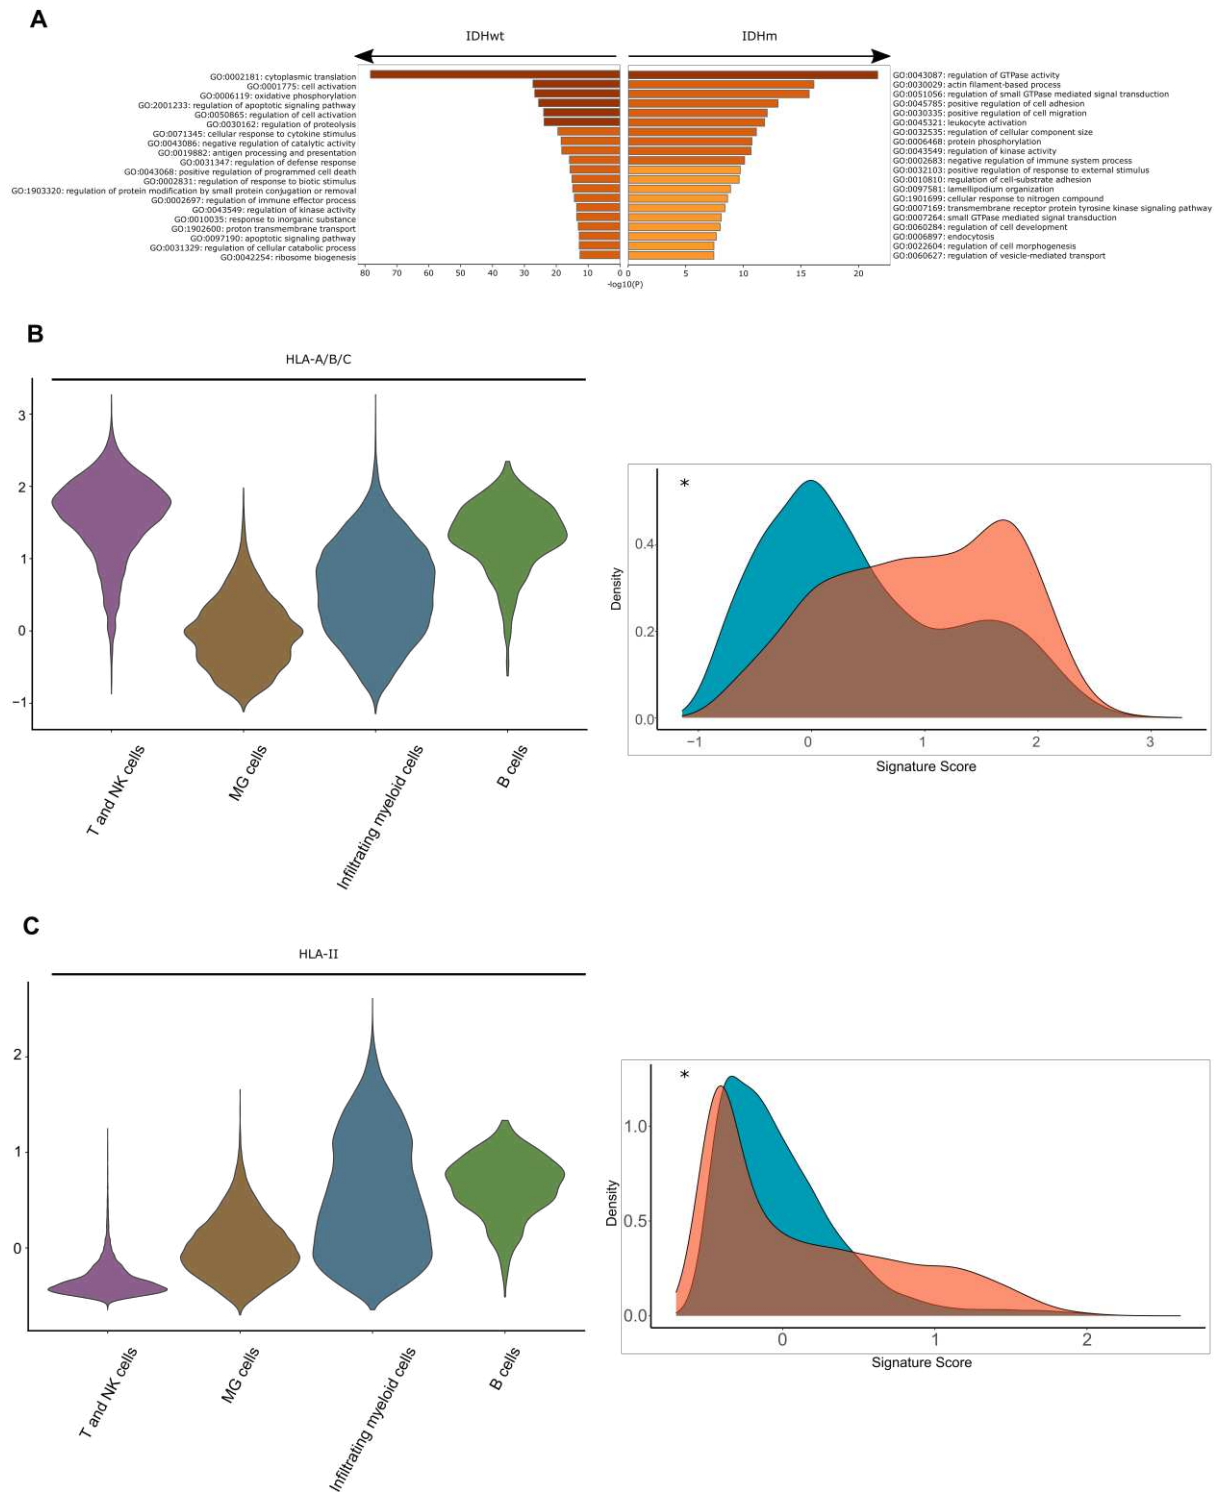 A
IDHwt
IDHm
GO:0002181: cytoplasmic translation
GO:0001775: cell activation
GO:0006119: oxidative phosphorylation
GO:2001233: regulation of apoptotic signaling pathway
GO:0050865: regulation of cell activation
GO:0030162: regulation of proteolysis
GO:0071345: cellular response to cytokine stimulus
GO:0043086: negative regulation of catalytic activity
GO:0019882: antigen processing and presentation
GO:0031347: regulation of defense response
GO:0043068: positive regulation of programmed cell death
GO:0002831: regulation of response to biotic stimulus
GO:1903320: regulation of protein modification by small protein conjugation or removal
GO:0002697: regulation of immune effector process
GO:0043549: regulation of kinase activity
GO:0010035: response to inorganic substance
GO:1902600: proton transmembrane transport
GO:0097190: apoptotic signaling pathway
GO:0031329: regulation of cellular catabolic process
GO:0042254: ribosome biogenesis
GO:0043087: regulation of GTPase activity
GO:0030029: actin filament-based process
GO:0051056: regulation of small GTPase mediated signal transduction
GO:0045785: positive regulation of cell adhesion
GO:0030335: positive regulation of cell migration
GO:0045321: leukocyte activation
GO:0032535: regulation of cellular component size
GO:0006468: protein phosphorylation
GO:0043549: regulation of kinase activity
GO:0002683: negative regulation of immune system process
GO:0032103: positive regulation of response to external stimulus
GO:0010810: regulation of cell-substrate adhesion
GO:0097581: lamellipodium organization
GO:1901699: cellular response to nitrogen compound
GO:0007169: transmembrane receptor protein tyrosine kinase signaling pathway
GO:0007264: small GTPase mediated signal transduction
GO:0060284: regulation of cell development
GO:0006897: endocytosis
GO:0022604: regulation of cell morphogenesis
GO:0060627: regulation of vesicle-mediated transport
80 70 60 50 40 30 20 10 0 0 5 10 15 20
-log10(P)
B
HLA-A/B/C
3
2
1
0
−1
T and NK cells
MG cells
Infiltrating myeloid cells
B cells
*
Density
0.4
0.2
0.0
−1 0 1 2 3
Signature Score
C
HLA-II
2
1
0
T and NK cells
MG cells
Infiltrating myeloid cells
B cells
*
Density
1.0
0.5
0.0
0 1 2
Signature Score